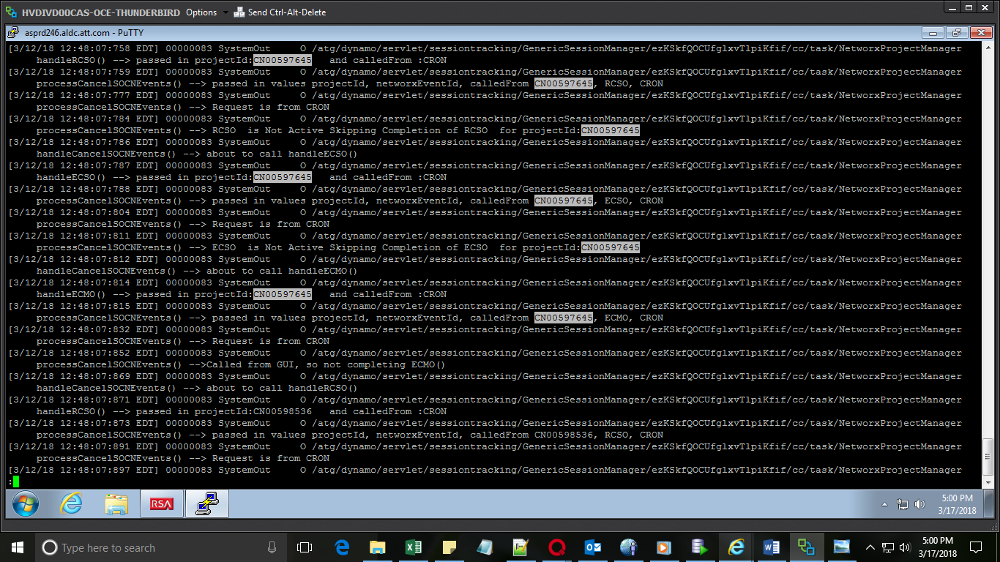 HVDIVD00CAS-OCE-THUNDERBIRD Options Send Ctrl-Alt-Delete
asprd246.aldc.att.com - PuTTY
[3/12/18 12:48:07:758 EDT] 00000083 SystemOut O /atg/dynamo/servlet/sessiontracking/GenericSessionManager/ezKSkfQOCUfglxvTlpiKfif/cc/task/NetworxProjectManager
handleRCSO() --> passed in projectId:CN00597645 and calledFrom :CRON
[3/12/18 12:48:07:759 EDT] 00000083 SystemOut O /atg/dynamo/servlet/sessiontracking/GenericSessionManager/ezKSkfQOCUfglxvTlpiKfif/cc/task/NetworxProjectManager
processCancelSOCNEvents() --> passed in values projectId, networxEventId, calledFrom CN00597645, RCSO, CRON
[3/12/18 12:48:07:777 EDT] 00000083 SystemOut O /atg/dynamo/servlet/sessiontracking/GenericSessionManager/ezKSkfQOCUfglxvTlpiKfif/cc/task/NetworxProjectManager
processCancelSOCNEvents() --> Request is from CRON
[3/12/18 12:48:07:784 EDT] 00000083 SystemOut O /atg/dynamo/servlet/sessiontracking/GenericSessionManager/ezKSkfQOCUfglxvTlpiKfif/cc/task/NetworxProjectManager
processCancelSOCNEvents() --> RCSO is Not Active Skipping Completion of RCSO for projectId:CN00597645
[3/12/18 12:48:07:786 EDT] 00000083 SystemOut O /atg/dynamo/servlet/sessiontracking/GenericSessionManager/ezKSkfQOCUfglxvTlpiKfif/cc/task/NetworxProjectManager
handleCancelSOCNEvents() --> about to call handleECSO()
[3/12/18 12:48:07:787 EDT] 00000083 SystemOut O /atg/dynamo/servlet/sessiontracking/GenericSessionManager/ezKSkfQOCUfglxvTlpiKfif/cc/task/NetworxProjectManager
handleECSO() --> passed in projectId:CN00597645 and calledFrom :CRON
[3/12/18 12:48:07:788 EDT] 00000083 SystemOut O /atg/dynamo/servlet/sessiontracking/GenericSessionManager/ezKSkfQOCUfglxvTlpiKfif/cc/task/NetworxProjectManager
processCancelSOCNEvents() --> passed in values projectId, networxEventId, calledFrom CN00597645, ECSO, CRON
[3/12/18 12:48:07:804 EDT] 00000083 SystemOut O /atg/dynamo/servlet/sessiontracking/GenericSessionManager/ezKSkfQOCUfglxvTlpiKfif/cc/task/NetworxProjectManager
processCancelSOCNEvents() --> Request is from CRON
[3/12/18 12:48:07:811 EDT] 00000083 SystemOut O /atg/dynamo/servlet/sessiontracking/GenericSessionManager/ezKSkfQOCUfglxvTlpiKfif/cc/task/NetworxProjectManager
processCancelSOCNEvents() --> ECSO is Not Active Skipping Completion of ECSO for projectId:CN00597645
[3/12/18 12:48:07:812 EDT] 00000083 SystemOut O /atg/dynamo/servlet/sessiontracking/GenericSessionManager/ezKSkfQOCUfglxvTlpiKfif/cc/task/NetworxProjectManager
handleCancelSOCNEvents() --> about to call handleECMO()
[3/12/18 12:48:07:814 EDT] 00000083 SystemOut O /atg/dynamo/servlet/sessiontracking/GenericSessionManager/ezKSkfQOCUfglxvTlpiKfif/cc/task/NetworxProjectManager
handleECMO() --> passed in projectId:CN00597645 and calledFrom :CRON
[3/12/18 12:48:07:815 EDT] 00000083 SystemOut O /atg/dynamo/servlet/sessiontracking/GenericSessionManager/ezKSkfQOCUfglxvTlpiKfif/cc/task/NetworxProjectManager
processCancelSOCNEvents() --> passed in values projectId, networxEventId, calledFrom CN00597645, ECMO, CRON
[3/12/18 12:48:07:832 EDT] 00000083 SystemOut O /atg/dynamo/servlet/sessiontracking/GenericSessionManager/ezKSkfQOCUfglxvTlpiKfif/cc/task/NetworxProjectManager
processCancelSOCNEvents() --> Request is from CRON
[3/12/18 12:48:07:852 EDT] 00000083 SystemOut O /atg/dynamo/servlet/sessiontracking/GenericSessionManager/ezKSkfQOCUfglxvTlpiKfif/cc/task/NetworxProjectManager
processCancelSOCNEvents() -->Called from GUI, so not completing ECMO()
[3/12/18 12:48:07:869 EDT] 00000083 SystemOut O /atg/dynamo/servlet/sessiontracking/GenericSessionManager/ezKSkfQOCUfglxvTlpiKfif/cc/task/NetworxProjectManager
handleCancelSOCNEvents() --> about to call handleRCSO()
[3/12/18 12:48:07:871 EDT] 00000083 SystemOut O /atg/dynamo/servlet/sessiontracking/GenericSessionManager/ezKSkfQOCUfglxvTlpiKfif/cc/task/NetworxProjectManager
handleRCSO() --> passed in projectId:CN00598536 and calledFrom :CRON
[3/12/18 12:48:07:873 EDT] 00000083 SystemOut O /atg/dynamo/servlet/sessiontracking/GenericSessionManager/ezKSkfQOCUfglxvTlpiKfif/cc/task/NetworxProjectManager
processCancelSOCNEvents() --> passed in values projectId, networxEventId, calledFrom CN00598536, RCSO, CRON
[3/12/18 12:48:07:891 EDT] 00000083 SystemOut O /atg/dynamo/servlet/sessiontracking/GenericSessionManager/ezKSkfQOCUfglxvTlpiKfif/cc/task/NetworxProjectManager
processCancelSOCNEvents() --> Request is from CRON
[3/12/18 12:48:07:897 EDT] 00000083 SystemOut O /atg/dynamo/servlet/sessiontracking/GenericSessionManager/ezKSkfQOCUfglxvTlpiKfif/cc/task/NetworxProjectManager
:
RSA
5:00 PM
3/17/2018
Type here to search
5:00 PM
3/17/2018